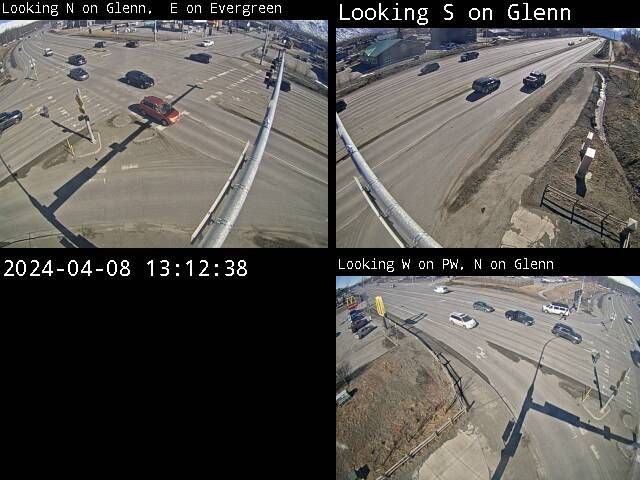 Looking N on Glenn,  E on Evergreen
Looking S on Glenn
2024-04-08 13:12:38
Looking W on PW, N on Glenn